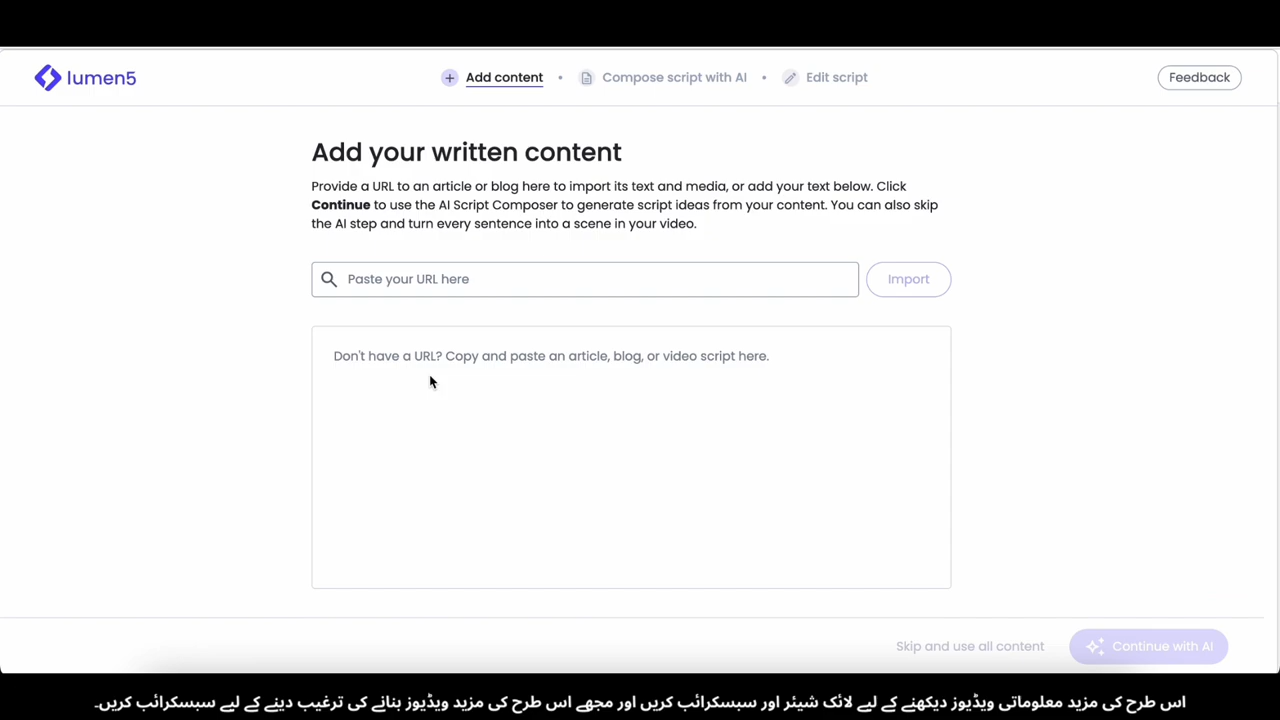 lumen5
Add content • Compose script with AI • Edit script
Feedback
Add your written content
Provide a URL to an article or blog here to import its text and media, or add your text below. Click
Continue to use the AI Script Composer to generate script ideas from your content. You can also skip
the AI step and turn every sentence into a scene in your video.
Paste your URL here
Import
Don't have a URL? Copy and paste an article, blog, or video script here.
Skip and use all content
Continue with AI
اس طرح کی مزید معلوماتی ویڈیوز دیکھنے کے لیے لائک شیئر اور سبسکرائب کریں اور مجھے اس طرح کی مزید ویڈیوز بنانے کی ترغیب دینے کے لیے سبسکرائب کریں۔